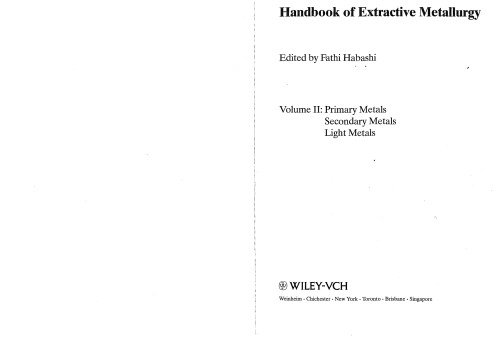 Handbook of Extractive Metallurgy
Edited by Fathi Habashi
Volume II: Primary Metals
Secondary Metals
Light Metals
WILEY-VCH
Weinheim · Chichester · New York · Toronto · Brisbane · Singapore